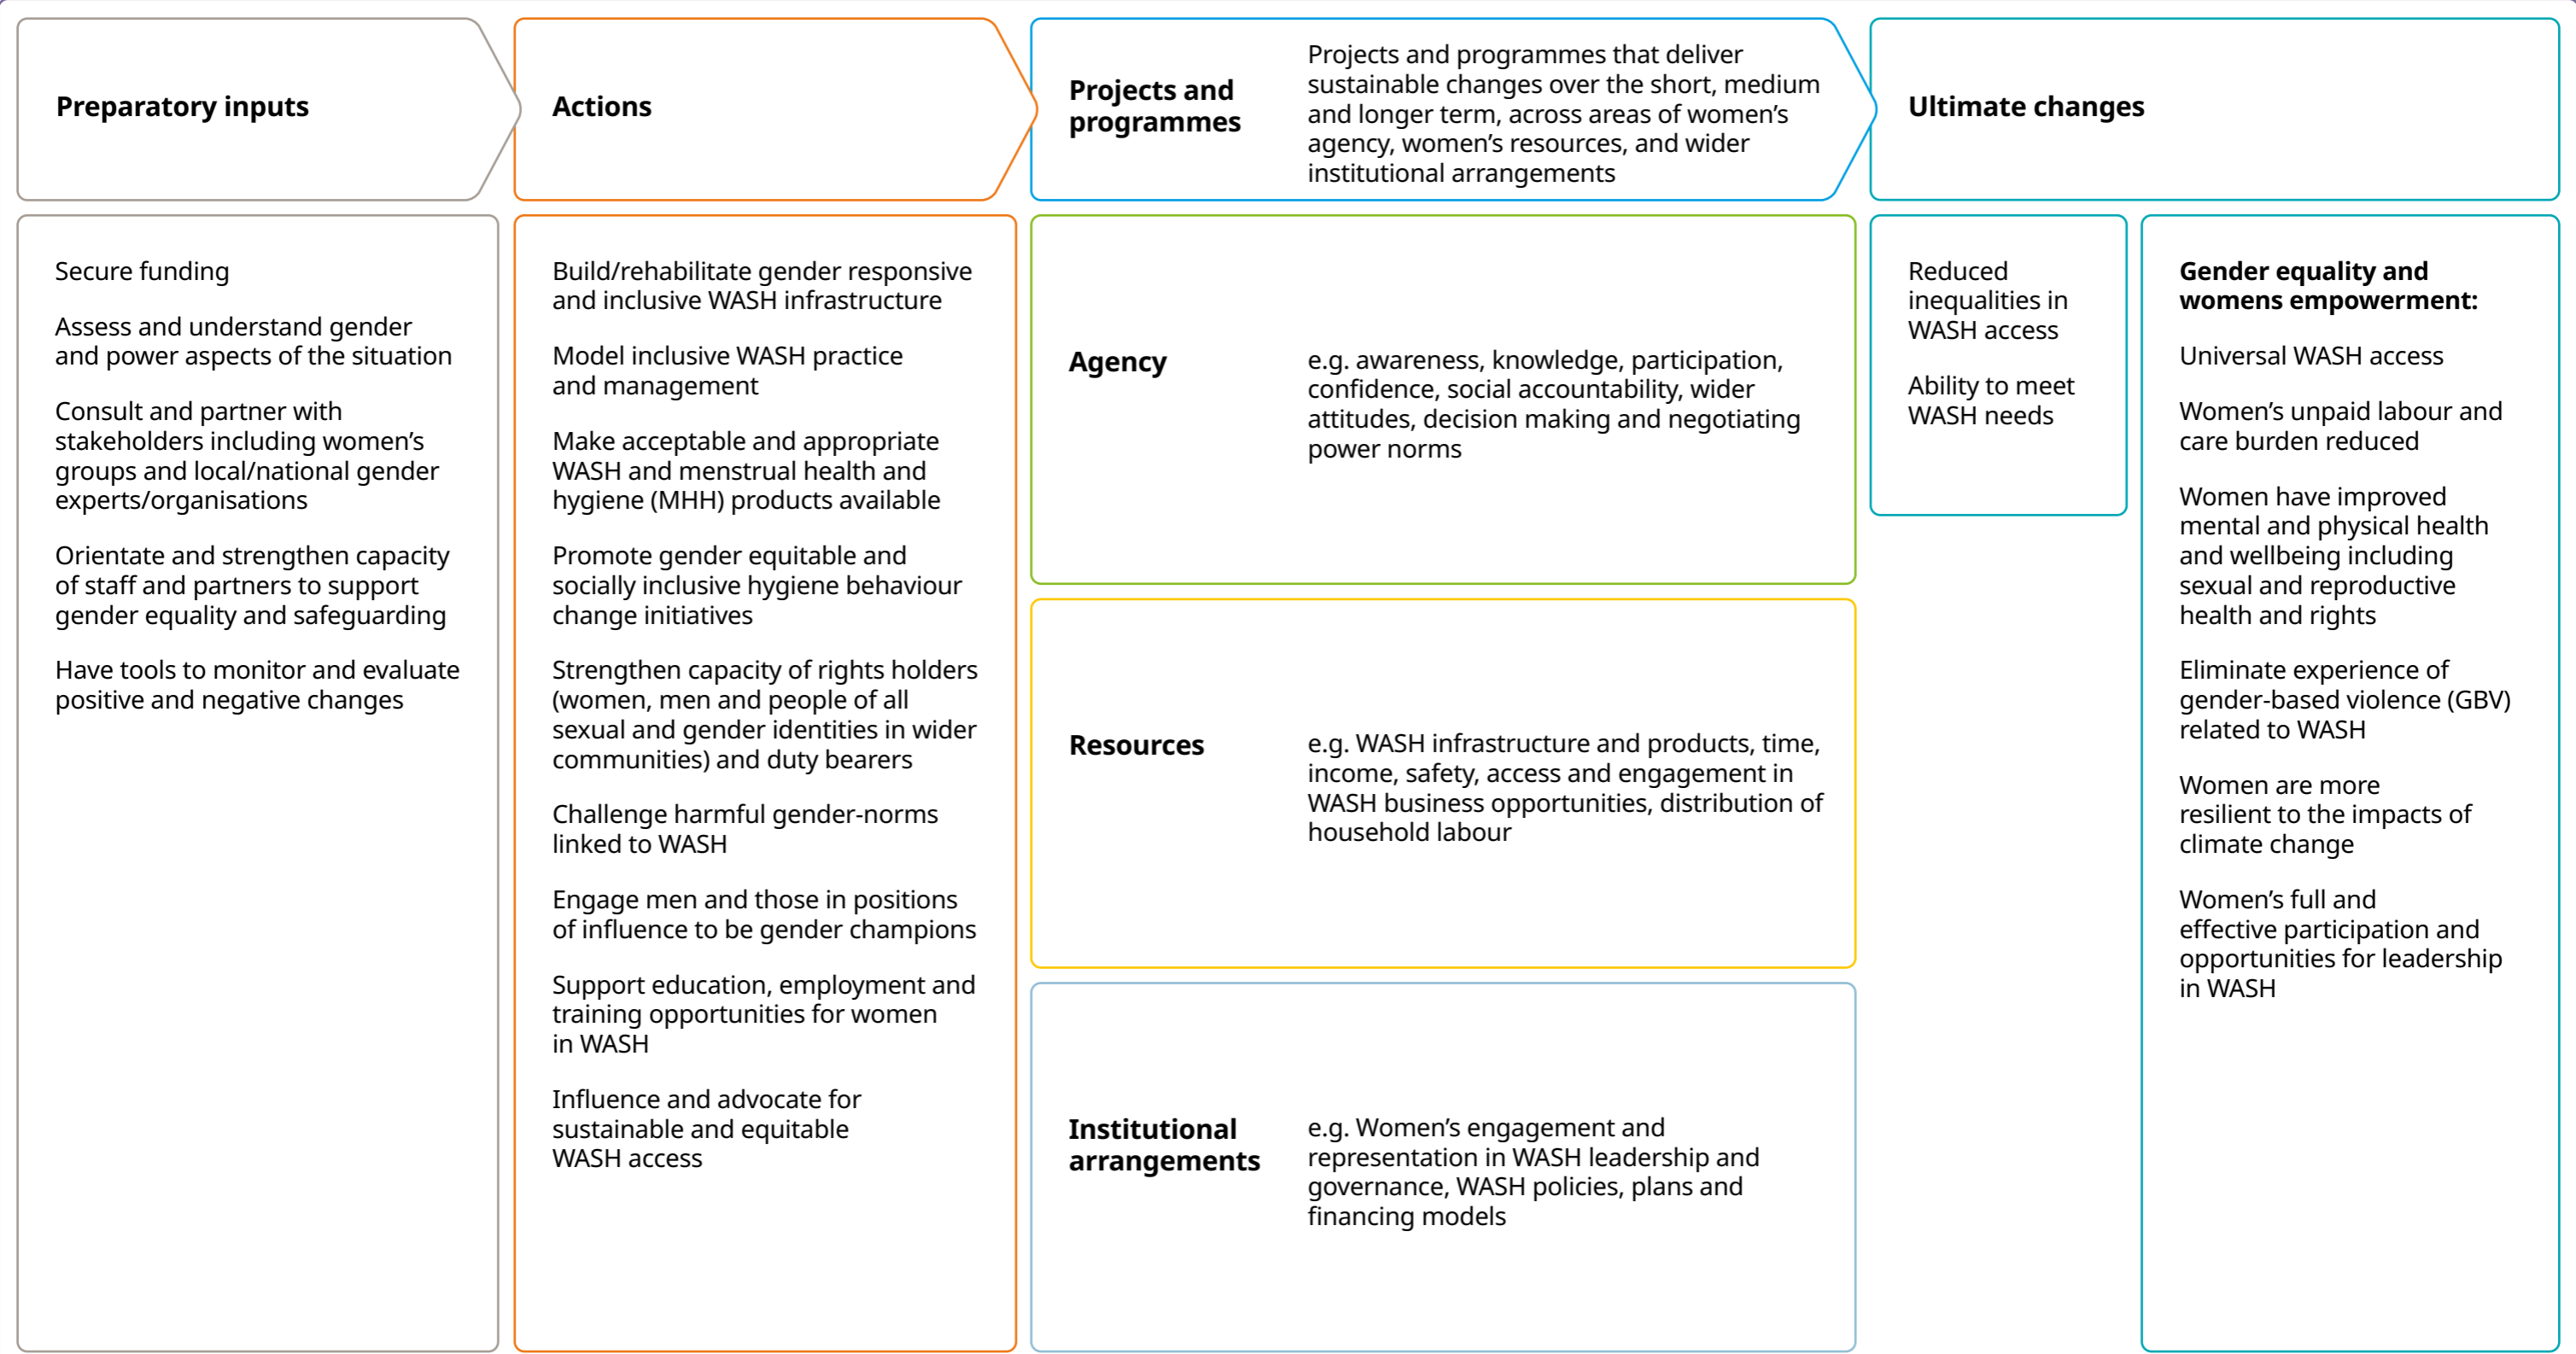 Preparatory inputs
Actions
Projects and
programmes
Projects and programmes that deliver
sustainable changes over the short, medium
and longer term, across areas of women’s
agency, women’s resources, and wider
institutional arrangements
Ultimate changes
Secure funding
Assess and understand gender
and power aspects of the situation
Consult and partner with
stakeholders including women’s
groups and local/national gender
experts/organisations
Orientate and strengthen capacity
of staff and partners to support
gender equality and safeguarding
Have tools to monitor and evaluate
positive and negative changes
Build/rehabilitate gender responsive
and inclusive WASH infrastructure
Model inclusive WASH practice
and management
Make acceptable and appropriate
WASH and menstrual health and
hygiene (MHH) products available
Promote gender equitable and
socially inclusive hygiene behaviour
change initiatives
Strengthen capacity of rights holders
(women, men and people of all
sexual and gender identities in wider
communities) and duty bearers
Challenge harmful gender-norms
linked to WASH
Engage men and those in positions
of influence to be gender champions
Support education, employment and
training opportunities for women
in WASH
Influence and advocate for
sustainable and equitable
WASH access
Agency
e.g. awareness, knowledge, participation,
confidence, social accountability, wider
attitudes, decision making and negotiating
power norms
Resources
e.g. WASH infrastructure and products, time,
income, safety, access and engagement in
WASH business opportunities, distribution of
household labour
Institutional
arrangements
e.g. Women’s engagement and
representation in WASH leadership and
governance, WASH policies, plans and
financing models
Reduced
inequalities in
WASH access
Ability to meet
WASH needs
Gender equality and
womens empowerment:
Universal WASH access
Women’s unpaid labour and
care burden reduced
Women have improved
mental and physical health
and wellbeing including
sexual and reproductive
health and rights
Eliminate experience of
gender-based violence (GBV)
related to WASH
Women are more
resilient to the impacts of
climate change
Women’s full and
effective participation and
opportunities for leadership
in WASH